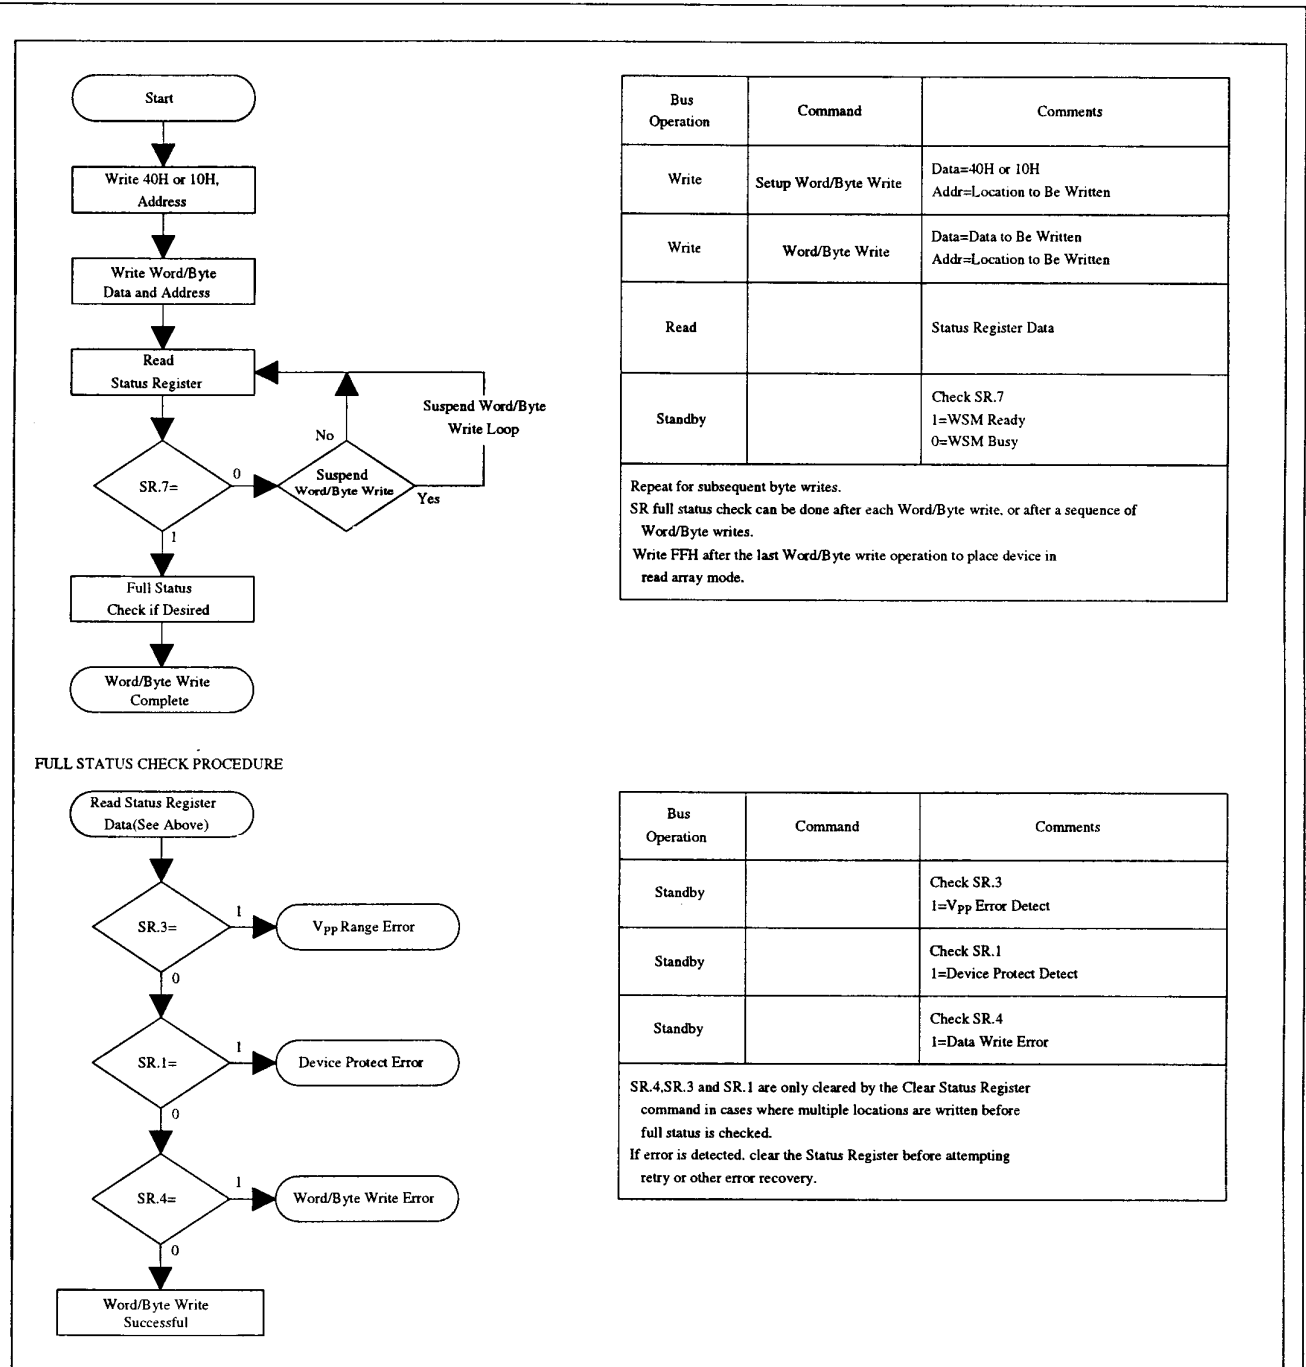 Start
Write 40H or 10H,
Address
Write Word/Byte
Data and Address
Read
Status Register
Suspend Word/Byte
Write Loop
No
SR.7=
0
Suspend
Word/Byte Write
Yes
1
Full Status
Check if Desired
Word/Byte Write
Complete
Bus
Operation
Command
Comments
Write
Setup Word/Byte Write
Data=40H or 10H
Addr=Location to Be Written
Write
Word/Byte Write
Data=Data to Be Written
Addr=Location to Be Written
Read
Status Register Data
Standby
Check SR.7
1=WSM Ready
0=WSM Busy
Repeat for subsequent byte writes.
SR full status check can be done after each Word/Byte write, or after a sequence of
Word/Byte writes.
Write FFH after the last Word/Byte write operation to place device in
read array mode.
FULL STATUS CHECK PROCEDURE
Read Status Register
Data(See Above)
SR.3=
1
VPP Range Error
0
SR.1=
1
Device Protect Error
0
SR.4=
1
Word/Byte Write Error
0
Word/Byte Write
Successful
Bus
Operation
Command
Comments
Standby
Check SR.3
1=VPP Error Detect
Standby
Check SR.1
1=Device Protect Detect
Standby
Check SR.4
1=Data Write Error
SR.4,SR.3 and SR.1 are only cleared by the Clear Status Register
command in cases where multiple locations are written before
full status is checked.
If error is detected, clear the Status Register before attempting
retry or other error recovery.